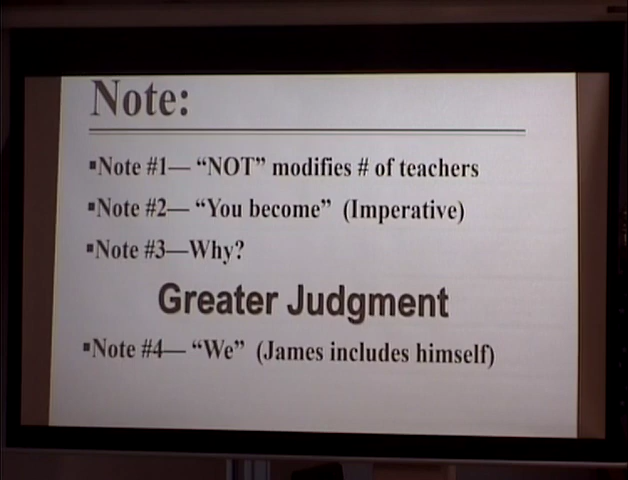 Note:
▪Note #1— “NOT” modifies # of teachers
▪Note #2— “You become” (Imperative)
▪Note #3—Why?
Greater Judgment
▪Note #4— “We” (James includes himself)